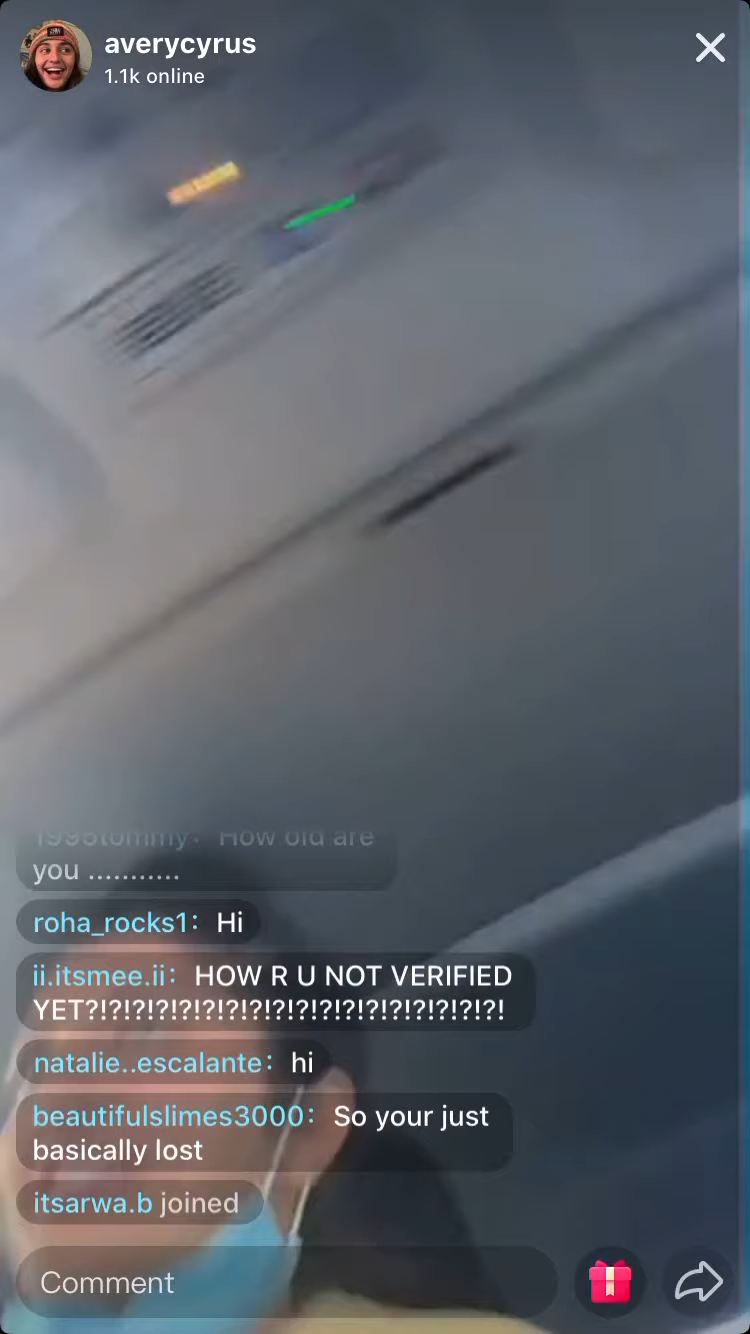 averycyrus
1.1k online
1995tommy: How old are
you ...........
roha_rocks1: Hi
ii.itsmee.ii: HOW R U NOT VERIFIED
YET?!?!?!?!?!?!?!?!?!?!?!?!?!?!?!?!?!?!
natalie..escalante: hi
beautifulslimes3000: So your just
basically lost
itsarwa.b joined
Comment